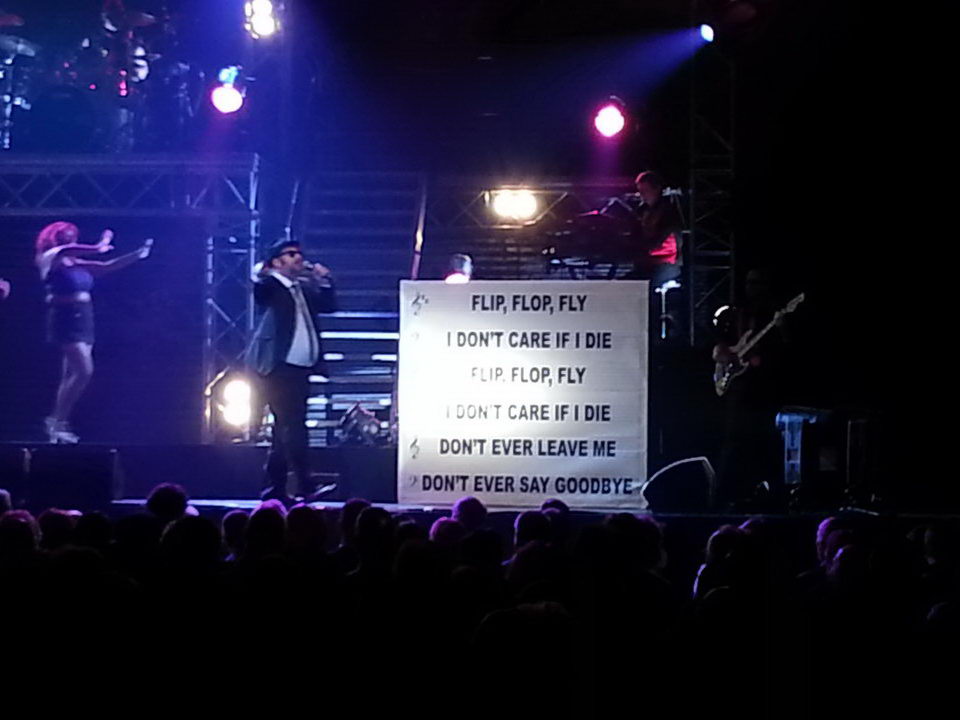 FLIP, FLOP, FLY
I DON'T CARE IF I DIE
FLIP, FLOP, FLY
I DON'T CARE IF I DIE
DON'T EVER LEAVE ME
DON'T EVER SAY GOODBYE